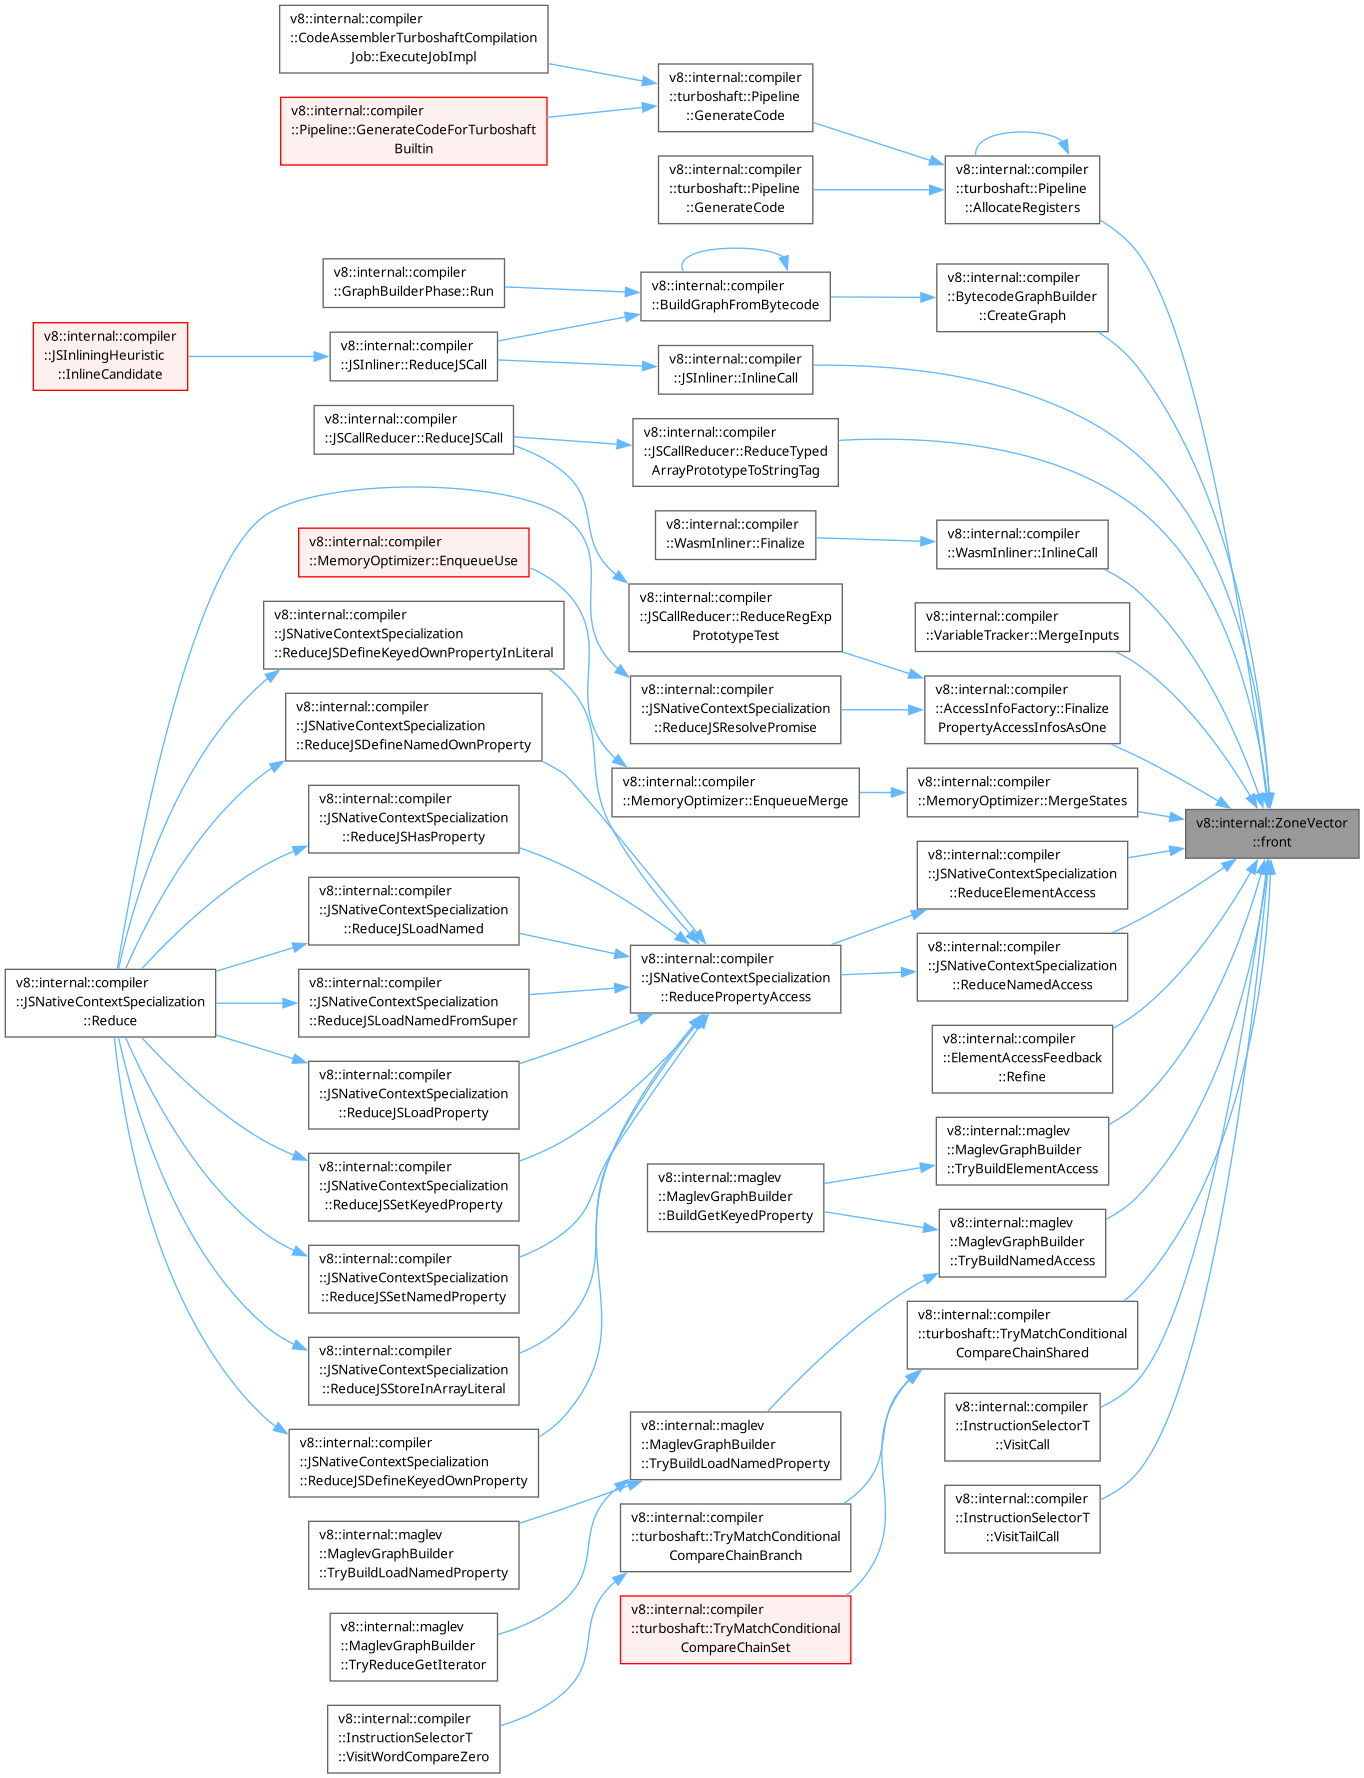 v8::internal::compiler
::CodeAssemblerTurboshaftCompilation
Job::ExecuteJobImpl
v8::internal::compiler
::turboshaft::Pipeline
::GenerateCode
v8::internal::compiler
::Pipeline::GenerateCodeForTurboshaft
Builtin
v8::internal::compiler
::turboshaft::Pipeline
::GenerateCode
v8::internal::compiler
::turboshaft::Pipeline
::AllocateRegisters
v8::internal::compiler
::GraphBuilderPhase::Run
v8::internal::compiler
::BuildGraphFromBytecode
v8::internal::compiler
::BytecodeGraphBuilder
::CreateGraph
v8::internal::compiler
::JSInliningHeuristic
::InlineCandidate
v8::internal::compiler
::JSInliner::ReduceJSCall
v8::internal::compiler
::JSInliner::InlineCall
v8::internal::compiler
::JSCallReducer::ReduceJSCall
v8::internal::compiler
::JSCallReducer::ReduceTyped
ArrayPrototypeToStringTag
v8::internal::compiler
::MemoryOptimizer::EnqueueUse
v8::internal::compiler
::WasmInliner::Finalize
v8::internal::compiler
::WasmInliner::InlineCall
v8::internal::compiler
::JSNativeContextSpecialization
::ReduceJSDefineKeyedOwnPropertyInLiteral
v8::internal::compiler
::JSCallReducer::ReduceRegExp
PrototypeTest
v8::internal::compiler
::VariableTracker::MergeInputs
v8::internal::compiler
::JSNativeContextSpecialization
::ReduceJSDefineNamedOwnProperty
v8::internal::compiler
::JSNativeContextSpecialization
::ReduceJSResolvePromise
v8::internal::compiler
::AccessInfoFactory::Finalize
PropertyAccessInfosAsOne
v8::internal::compiler
::JSNativeContextSpecialization
::ReduceJSHasProperty
v8::internal::compiler
::MemoryOptimizer::EnqueueMerge
v8::internal::compiler
::MemoryOptimizer::MergeStates
v8::internal::ZoneVector
::front
v8::internal::compiler
::JSNativeContextSpecialization
::ReduceJSLoadNamed
v8::internal::compiler
::JSNativeContextSpecialization
::ReduceElementAccess
v8::internal::compiler
::JSNativeContextSpecialization
::Reduce
v8::internal::compiler
::JSNativeContextSpecialization
::ReduceJSLoadNamedFromSuper
v8::internal::compiler
::JSNativeContextSpecialization
::ReducePropertyAccess
v8::internal::compiler
::JSNativeContextSpecialization
::ReduceNamedAccess
v8::internal::compiler
::JSNativeContextSpecialization
::ReduceJSLoadProperty
v8::internal::compiler
::ElementAccessFeedback
::Refine
v8::internal::compiler
::JSNativeContextSpecialization
::ReduceJSSetKeyedProperty
v8::internal::maglev
::MaglevGraphBuilder
::BuildGetKeyedProperty
v8::internal::maglev
::MaglevGraphBuilder
::TryBuildElementAccess
v8::internal::compiler
::JSNativeContextSpecialization
::ReduceJSSetNamedProperty
v8::internal::maglev
::MaglevGraphBuilder
::TryBuildNamedAccess
v8::internal::compiler
::JSNativeContextSpecialization
::ReduceJSStoreInArrayLiteral
v8::internal::compiler
::turboshaft::TryMatchConditional
CompareChainShared
v8::internal::compiler
::JSNativeContextSpecialization
::ReduceJSDefineKeyedOwnProperty
v8::internal::maglev
::MaglevGraphBuilder
::TryBuildLoadNamedProperty
v8::internal::compiler
::InstructionSelectorT
::VisitCall
v8::internal::maglev
::MaglevGraphBuilder
::TryBuildLoadNamedProperty
v8::internal::compiler
::turboshaft::TryMatchConditional
CompareChainBranch
v8::internal::compiler
::InstructionSelectorT
::VisitTailCall
v8::internal::maglev
::MaglevGraphBuilder
::TryReduceGetIterator
v8::internal::compiler
::turboshaft::TryMatchConditional
CompareChainSet
v8::internal::compiler
::InstructionSelectorT
::VisitWordCompareZero